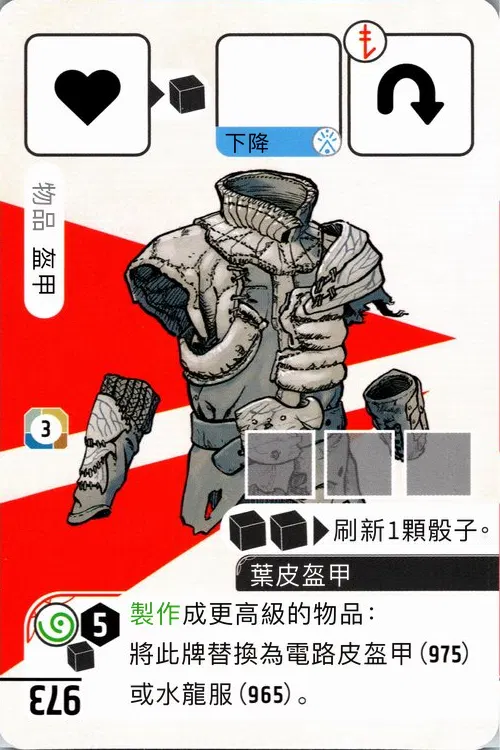 下降
物品 盔甲
3
刷新1顆骰子。
葉皮盔甲
5
製作成更高級的物品：
將此牌替換為電路皮盔甲（975）
或水龍服（965）。
973